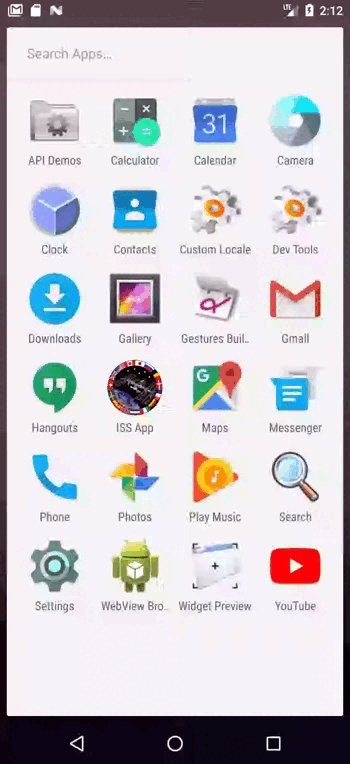 LTE 2:12
Search Apps...
31
API Demos Calculator Calendar Camera
Clock Contacts Custom Locale Dev Tools
Downloads Gallery Gestures Buil.. Gmail
G
Hangouts ISS App Maps Messenger
Phone Photos Play Music Search
Settings WebView Bro.. Widget Preview YouTube